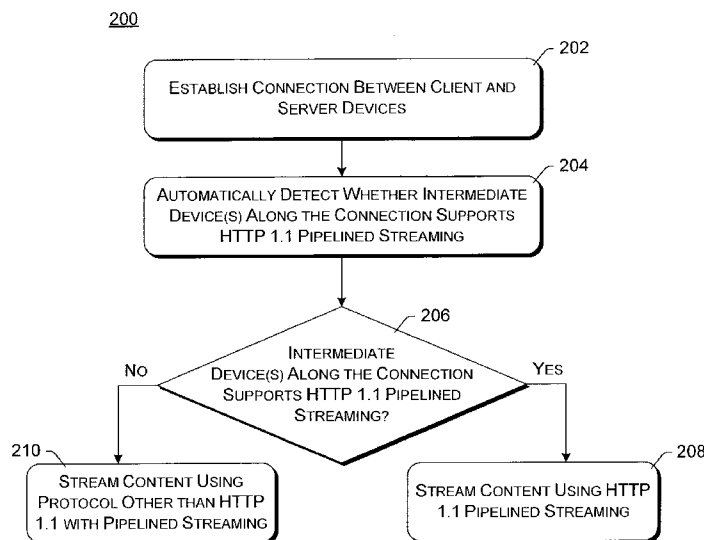 200
202
ESTABLISH CONNECTION BETWEEN CLIENT AND
SERVER DEVICES
204
AUTOMATICALLY DETECT WHETHER INTERMEDIATE
DEVICE(S) ALONG THE CONNECTION SUPPORTS
HTTP 1.1 PIPELINED STREAMING
206
INTERMEDIATE
DEVICE(S) ALONG THE CONNECTION
SUPPORTS HTTP 1.1 PIPELINED
STREAMING?
NO
YES
210
STREAM CONTENT USING
PROTOCOL OTHER THAN HTTP
1.1 WITH PIPELINED STREAMING
208
STREAM CONTENT USING HTTP
1.1 PIPELINED STREAMING